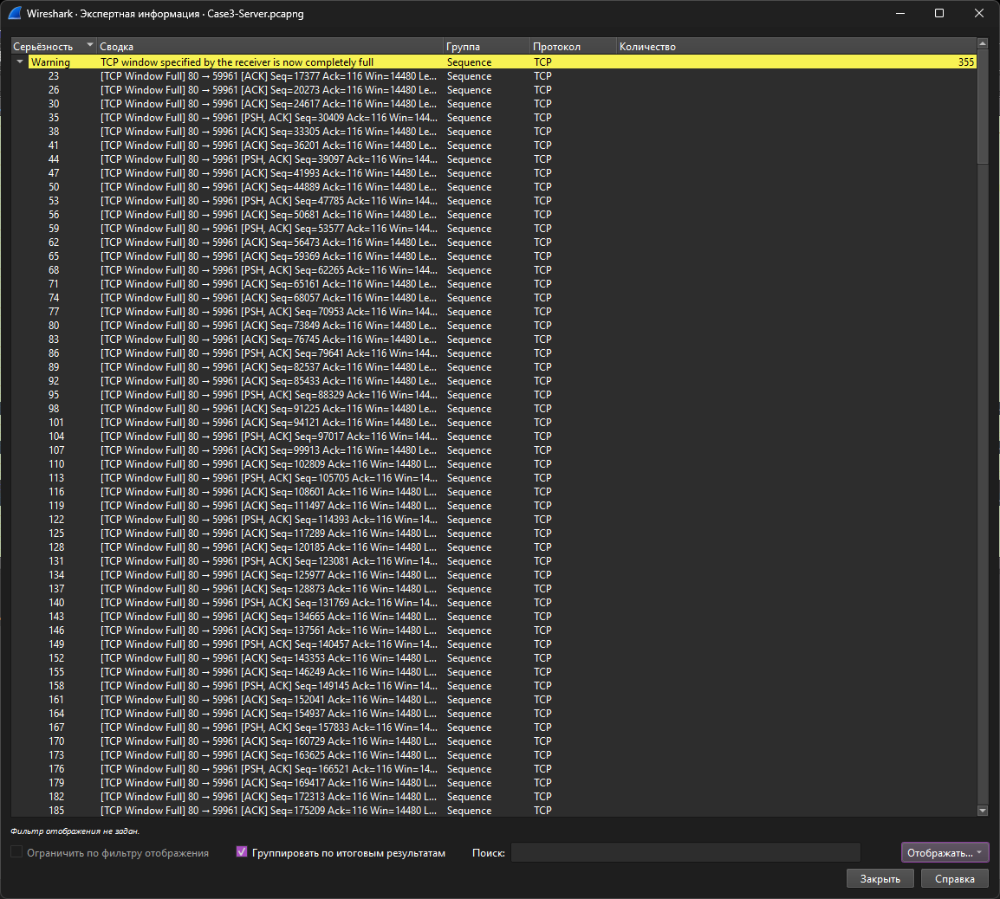 Wireshark · Экспертная информация · Case3-Server.pcapng
Серьёзность Сводка Группа Протокол Количество
Warning TCP window specified by the receiver is now completely full Sequence TCP 355
23 [TCP Window Full] 80 → 59961 [ACK] Seq=17377 Ack=116 Win=14480 Le... Sequence TCP
26 [TCP Window Full] 80 → 59961 [ACK] Seq=20273 Ack=116 Win=14480 Le... Sequence TCP
30 [TCP Window Full] 80 → 59961 [ACK] Seq=24617 Ack=116 Win=14480 Le... Sequence TCP
35 [TCP Window Full] 80 → 59961 [PSH, ACK] Seq=30409 Ack=116 Win=144... Sequence TCP
38 [TCP Window Full] 80 → 59961 [ACK] Seq=33305 Ack=116 Win=14480 Le... Sequence TCP
41 [TCP Window Full] 80 → 59961 [ACK] Seq=36201 Ack=116 Win=14480 Le... Sequence TCP
44 [TCP Window Full] 80 → 59961 [PSH, ACK] Seq=39097 Ack=116 Win=144... Sequence TCP
47 [TCP Window Full] 80 → 59961 [ACK] Seq=41993 Ack=116 Win=14480 Le... Sequence TCP
50 [TCP Window Full] 80 → 59961 [ACK] Seq=44889 Ack=116 Win=14480 Le... Sequence TCP
53 [TCP Window Full] 80 → 59961 [PSH, ACK] Seq=47785 Ack=116 Win=144... Sequence TCP
56 [TCP Window Full] 80 → 59961 [ACK] Seq=50681 Ack=116 Win=14480 Le... Sequence TCP
59 [TCP Window Full] 80 → 59961 [PSH, ACK] Seq=53577 Ack=116 Win=144... Sequence TCP
62 [TCP Window Full] 80 → 59961 [ACK] Seq=56473 Ack=116 Win=14480 Le... Sequence TCP
65 [TCP Window Full] 80 → 59961 [ACK] Seq=59369 Ack=116 Win=14480 Le... Sequence TCP
68 [TCP Window Full] 80 → 59961 [PSH, ACK] Seq=62265 Ack=116 Win=144... Sequence TCP
71 [TCP Window Full] 80 → 59961 [ACK] Seq=65161 Ack=116 Win=14480 Le... Sequence TCP
74 [TCP Window Full] 80 → 59961 [ACK] Seq=68057 Ack=116 Win=14480 Le... Sequence TCP
77 [TCP Window Full] 80 → 59961 [PSH, ACK] Seq=70953 Ack=116 Win=144... Sequence TCP
80 [TCP Window Full] 80 → 59961 [ACK] Seq=73849 Ack=116 Win=14480 Le... Sequence TCP
83 [TCP Window Full] 80 → 59961 [ACK] Seq=76745 Ack=116 Win=14480 Le... Sequence TCP
86 [TCP Window Full] 80 → 59961 [PSH, ACK] Seq=79641 Ack=116 Win=144... Sequence TCP
89 [TCP Window Full] 80 → 59961 [ACK] Seq=82537 Ack=116 Win=14480 Le... Sequence TCP
92 [TCP Window Full] 80 → 59961 [ACK] Seq=85433 Ack=116 Win=14480 Le... Sequence TCP
95 [TCP Window Full] 80 → 59961 [PSH, ACK] Seq=88329 Ack=116 Win=144... Sequence TCP
98 [TCP Window Full] 80 → 59961 [ACK] Seq=91225 Ack=116 Win=14480 Le... Sequence TCP
101 [TCP Window Full] 80 → 59961 [ACK] Seq=94121 Ack=116 Win=14480 Le... Sequence TCP
104 [TCP Window Full] 80 → 59961 [PSH, ACK] Seq=97017 Ack=116 Win=144... Sequence TCP
107 [TCP Window Full] 80 → 59961 [ACK] Seq=99913 Ack=116 Win=14480 Le... Sequence TCP
110 [TCP Window Full] 80 → 59961 [ACK] Seq=102809 Ack=116 Win=14480 L... Sequence TCP
113 [TCP Window Full] 80 → 59961 [PSH, ACK] Seq=105705 Ack=116 Win=14... Sequence TCP
116 [TCP Window Full] 80 → 59961 [ACK] Seq=108601 Ack=116 Win=14480 L... Sequence TCP
119 [TCP Window Full] 80 → 59961 [ACK] Seq=111497 Ack=116 Win=14480 L... Sequence TCP
122 [TCP Window Full] 80 → 59961 [PSH, ACK] Seq=114393 Ack=116 Win=14... Sequence TCP
125 [TCP Window Full] 80 → 59961 [ACK] Seq=117289 Ack=116 Win=14480 L... Sequence TCP
128 [TCP Window Full] 80 → 59961 [ACK] Seq=120185 Ack=116 Win=14480 L... Sequence TCP
131 [TCP Window Full] 80 → 59961 [PSH, ACK] Seq=123081 Ack=116 Win=14... Sequence TCP
134 [TCP Window Full] 80 → 59961 [ACK] Seq=125977 Ack=116 Win=14480 L... Sequence TCP
137 [TCP Window Full] 80 → 59961 [ACK] Seq=128873 Ack=116 Win=14480 L... Sequence TCP
140 [TCP Window Full] 80 → 59961 [PSH, ACK] Seq=131769 Ack=116 Win=14... Sequence TCP
143 [TCP Window Full] 80 → 59961 [ACK] Seq=134665 Ack=116 Win=14480 L... Sequence TCP
146 [TCP Window Full] 80 → 59961 [ACK] Seq=137561 Ack=116 Win=14480 L... Sequence TCP
149 [TCP Window Full] 80 → 59961 [PSH, ACK] Seq=140457 Ack=116 Win=14... Sequence TCP
152 [TCP Window Full] 80 → 59961 [ACK] Seq=143353 Ack=116 Win=14480 L... Sequence TCP
155 [TCP Window Full] 80 → 59961 [ACK] Seq=146249 Ack=116 Win=14480 L... Sequence TCP
158 [TCP Window Full] 80 → 59961 [PSH, ACK] Seq=149145 Ack=116 Win=14... Sequence TCP
161 [TCP Window Full] 80 → 59961 [ACK] Seq=152041 Ack=116 Win=14480 L... Sequence TCP
164 [TCP Window Full] 80 → 59961 [ACK] Seq=154937 Ack=116 Win=14480 L... Sequence TCP
167 [TCP Window Full] 80 → 59961 [PSH, ACK] Seq=157833 Ack=116 Win=14... Sequence TCP
170 [TCP Window Full] 80 → 59961 [ACK] Seq=160729 Ack=116 Win=14480 L... Sequence TCP
173 [TCP Window Full] 80 → 59961 [ACK] Seq=163625 Ack=116 Win=14480 L... Sequence TCP
176 [TCP Window Full] 80 → 59961 [PSH, ACK] Seq=166521 Ack=116 Win=14... Sequence TCP
179 [TCP Window Full] 80 → 59961 [ACK] Seq=169417 Ack=116 Win=14480 L... Sequence TCP
182 [TCP Window Full] 80 → 59961 [ACK] Seq=172313 Ack=116 Win=14480 L... Sequence TCP
185 [TCP Window Full] 80 → 59961 [ACK] Seq=175209 Ack=116 Win=14480 L... Sequence TCP
Фильтр отображения не задан.
Ограничить по фильтру отображения Группировать по итоговым результатам Поиск: Отображать...
Закрыть Справка